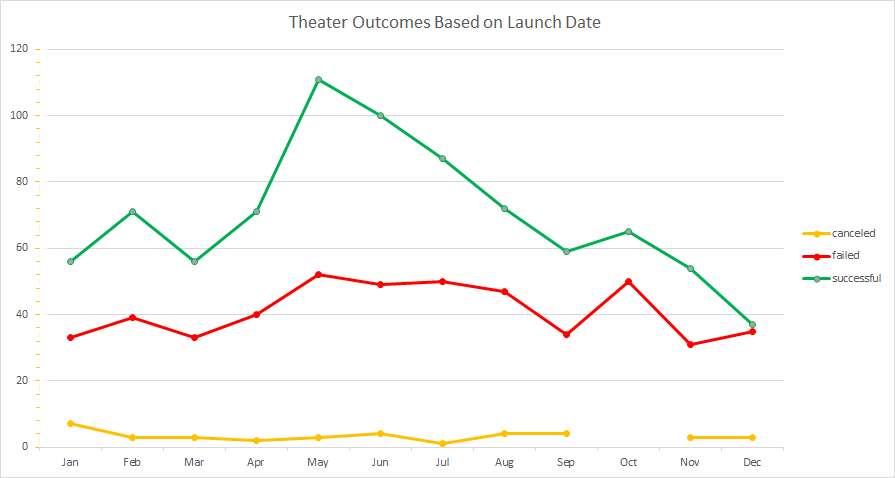 Theater Outcomes Based on Launch Date
120
100
80
60
40
20
0
Jan Feb Mar Apr May Jun Jul Aug Sep Oct Nov Dec
canceled
failed
successful